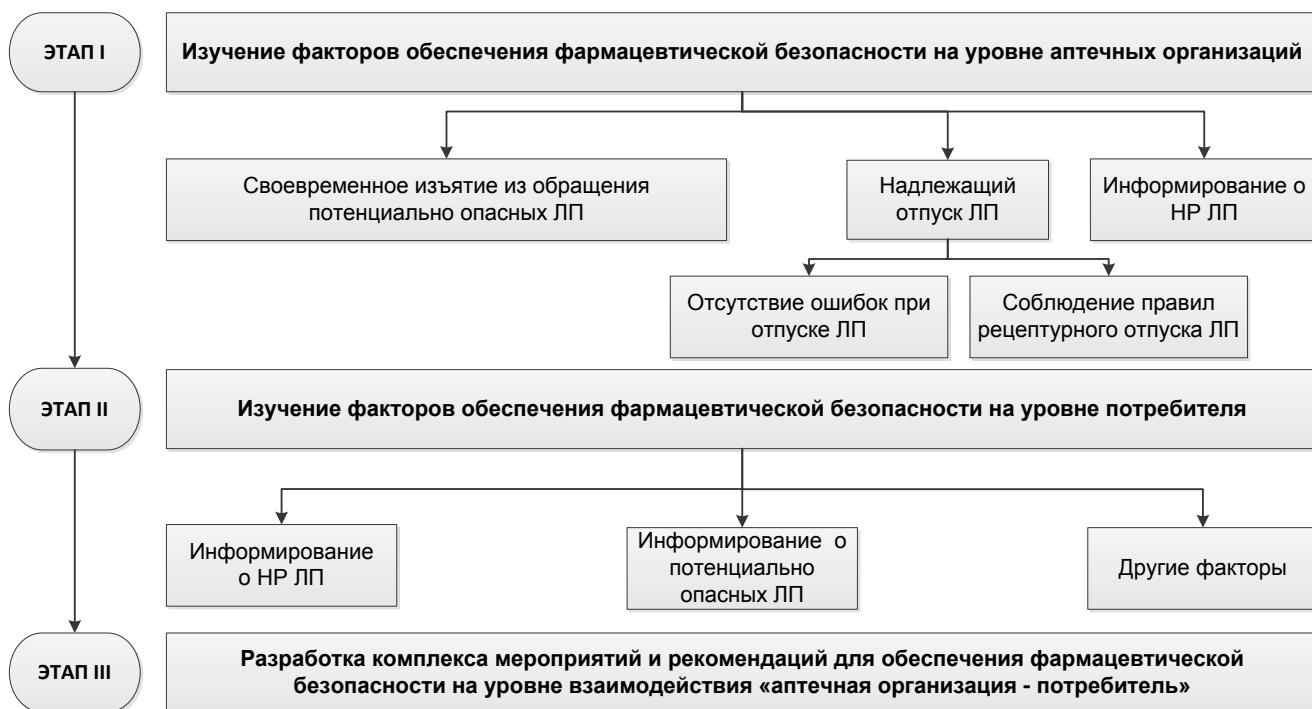 ЭТАП I
Изучение факторов обеспечения фармацевтической безопасности на уровне аптечных организаций
Своевременное изъятие из обращения
потенциально опасных ЛП
Надлежащий
отпуск ЛП
Информирование о
НР ЛП
Отсутствие ошибок при
отпуске ЛП
Соблюдение правил
рецептурного отпуска ЛП
ЭТАП II
Изучение факторов обеспечения фармацевтической безопасности на уровне потребителя
Информирование
о НР ЛП
Информирование о
потенциально
опасных ЛП
Другие факторы
ЭТАП III
Разработка комплекса мероприятий и рекомендаций для обеспечения фармацевтической
безопасности на уровне взаимодействия «аптечная организация - потребитель»